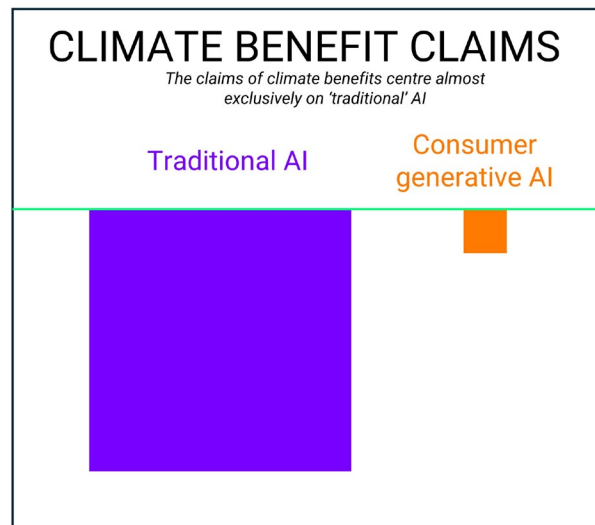 CLIMATE BENEFIT CLAIMS
The claims of climate benefits centre almost
exclusively on ‘traditional’ AI
Traditional AI
Consumer
generative AI